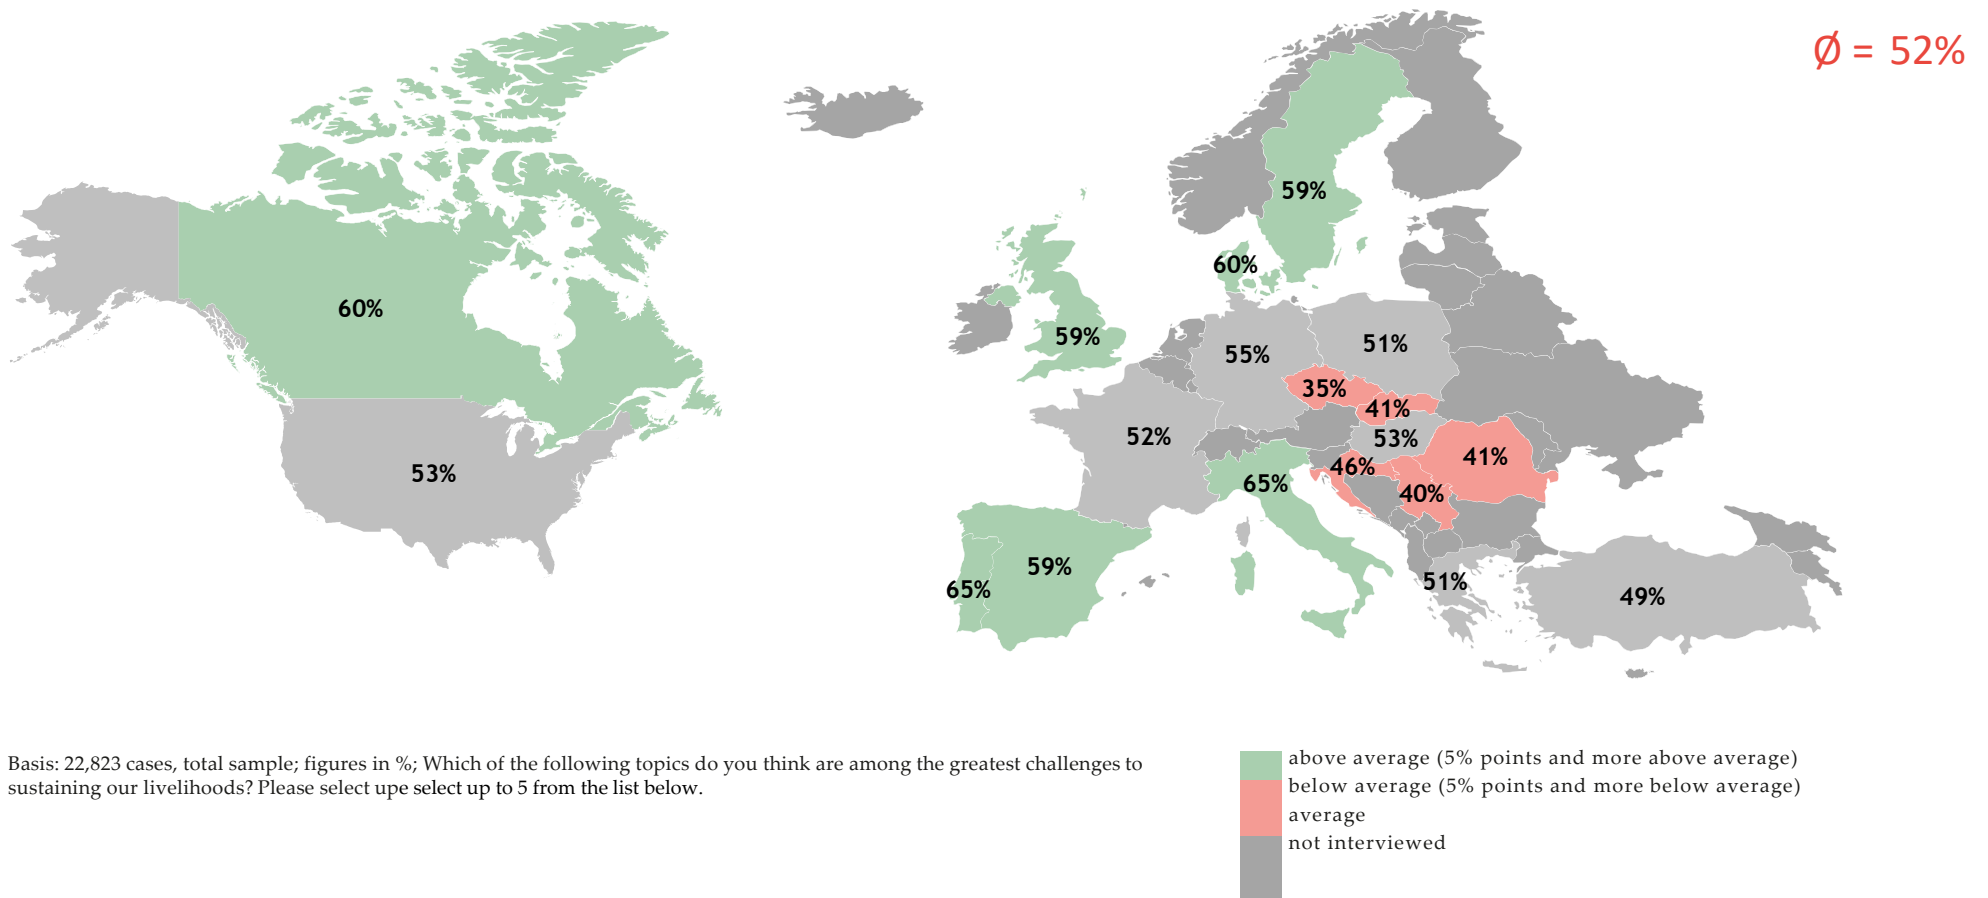 Ø = 52%
59%
60%
60%
59%
55%
51%
35%
41%
52%
53%
46%
41%
53%
65%
40%
59%
65%
51%
49%
Basis: 22,823 cases, total sample; figures in %; Which of the following topics do you think are among the greatest challenges to
sustaining our livelihoods? Please select upe select up to 5 from the list below.
above average (5% points and more above average)
below average (5% points and more below average)
average
not interviewed